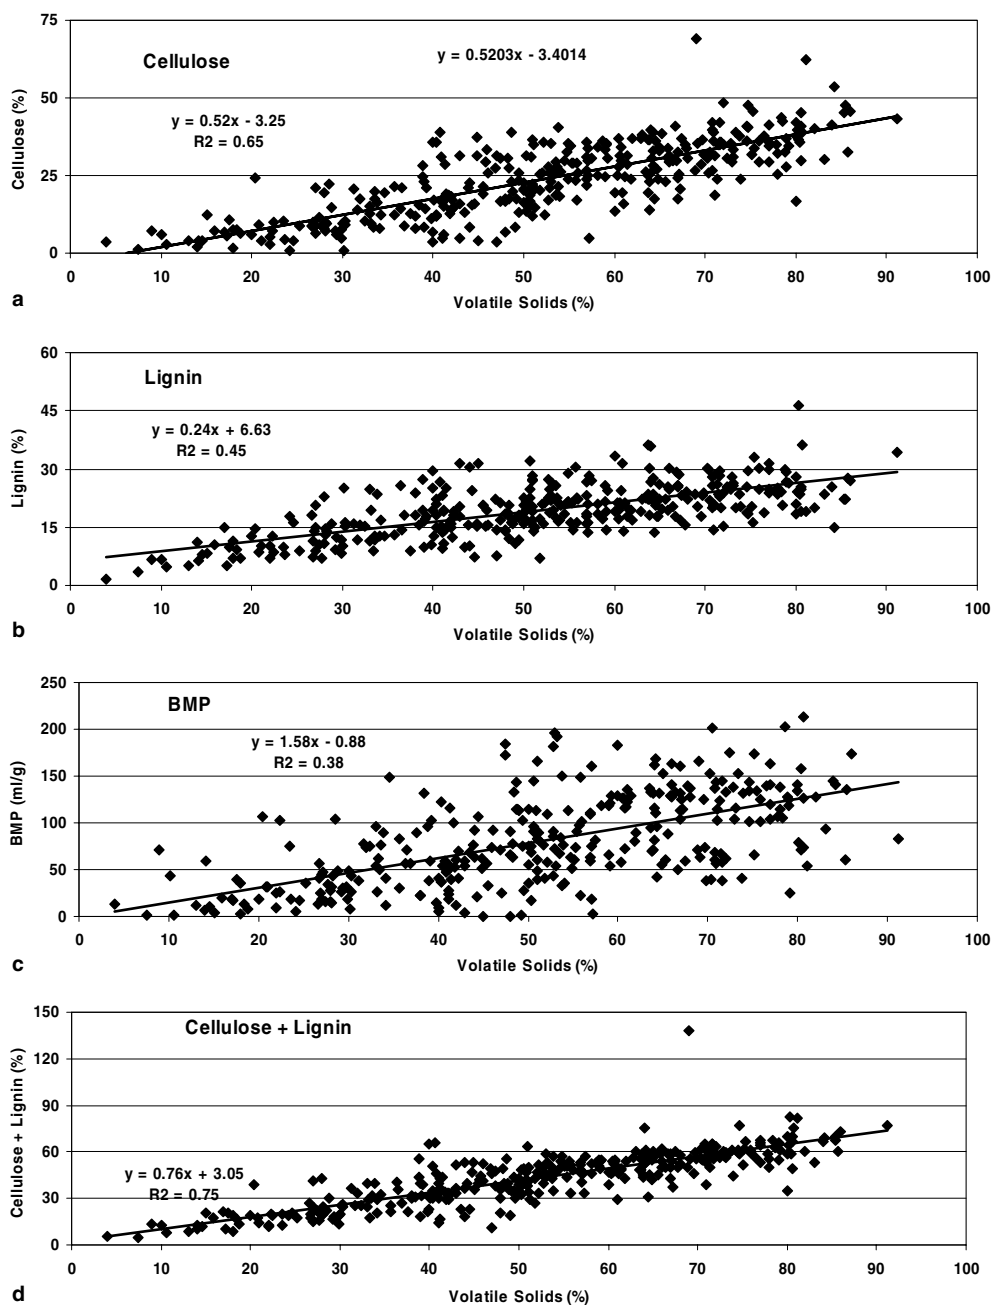 75
Cellulose
y = 0.5203x - 3.4014
50
y = 0.52x - 3.25
R2 = 0.65
Cellulose (%)
25
0
0 10 20 30 40 50 60 70 80 90 100
a
Volatile Solids (%)
60
Lignin
45
y = 0.24x + 6.63
R2 = 0.45
Lignin (%)
30
15
0
0 10 20 30 40 50 60 70 80 90 100
b
Volatile Solids (%)
250
BMP
200
y = 1.58x - 0.88
R2 = 0.38
BMP (ml/g)
150
100
50
0
0 10 20 30 40 50 60 70 80 90 100
c
Volatile Solids (%)
150
Cellulose + Lignin
120
Cellulose + Lignin (%)
90
60
y = 0.76x + 3.05
R2 = 0.75
30
0
0 10 20 30 40 50 60 70 80 90 100
d
Volatile Solids (%)